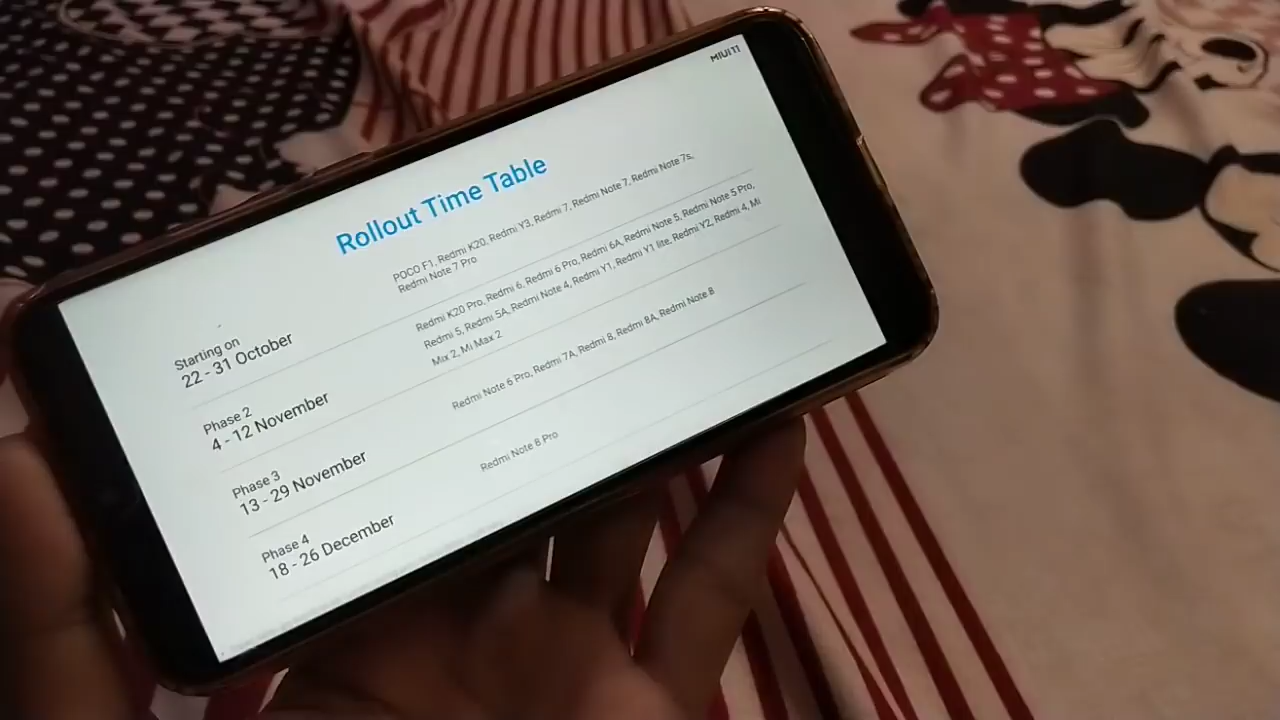 MIUI 11
Rollout Time Table
Starting on
22 - 31 October
POCO F1, Redmi K20, Redmi Y3, Redmi 7, Redmi Note 7, Redmi Note 7s,
Redmi Note 7 Pro
Phase 2
4 - 12 November
Redmi K20 Pro, Redmi 6, Redmi 6 Pro, Redmi 6A, Redmi Note 5, Redmi Note 5 Pro,
Redmi 5, Redmi 5A, Redmi Note 4, Redmi Y1, Redmi Y1 lite, Redmi Y2, Redmi 4, Mi
Mix 2, Mi Max 2
Phase 3
13 - 29 November
Redmi Note 6 Pro, Redmi 7A, Redmi 8, Redmi 8A, Redmi Note 8
Phase 4
18 - 26 December
Redmi Note 8 Pro